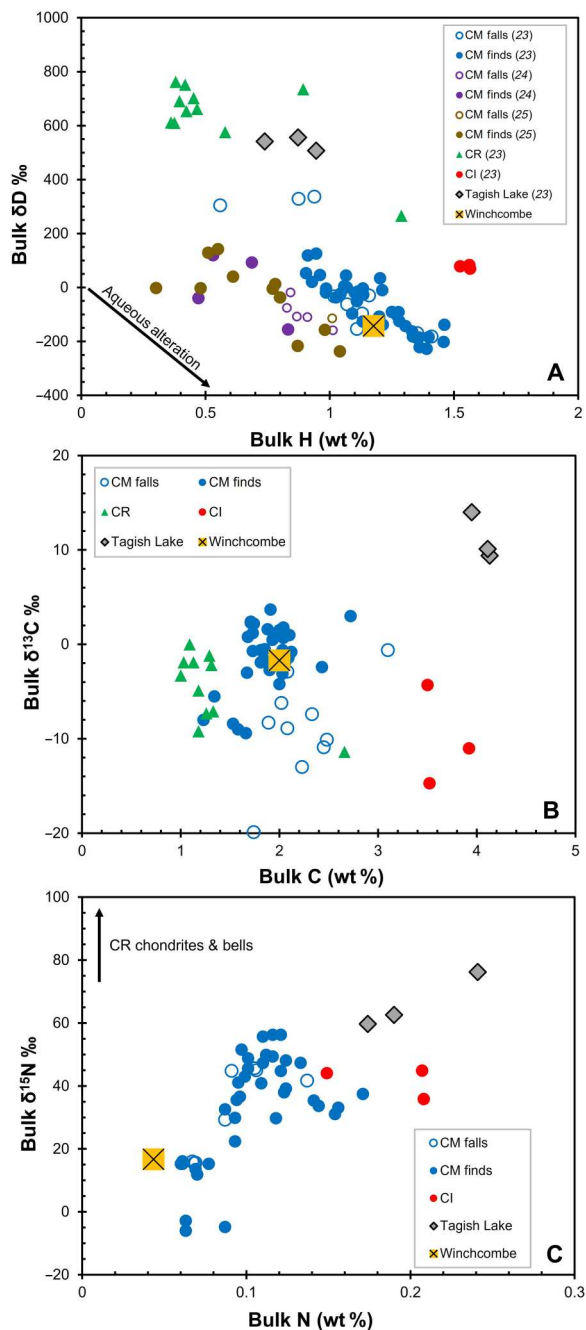 1000
800
600
400
200
0
−200
−400
Bulk δD ‰
CM falls (23)
CM finds (23)
CM falls (24)
CM finds (24)
CM falls (25)
CM finds (25)
CR (23)
CI (23)
Tagish Lake (23)
Winchcombe
Aqueous alteration
A
0 0.5 1 1.5 2
Bulk H (wt %)
20
10
0
−10
−20
Bulk δ13C ‰
CM falls CM finds
CR CI
Tagish Lake Winchcombe
B
0 1 2 3 4 5
Bulk C (wt %)
100
80
60
40
20
0
−20
Bulk δ15N ‰
CR chondrites & bells
CM falls
CM finds
CI
Tagish Lake
Winchcombe
C
0 0.1 0.2 0.3
Bulk N (wt %)